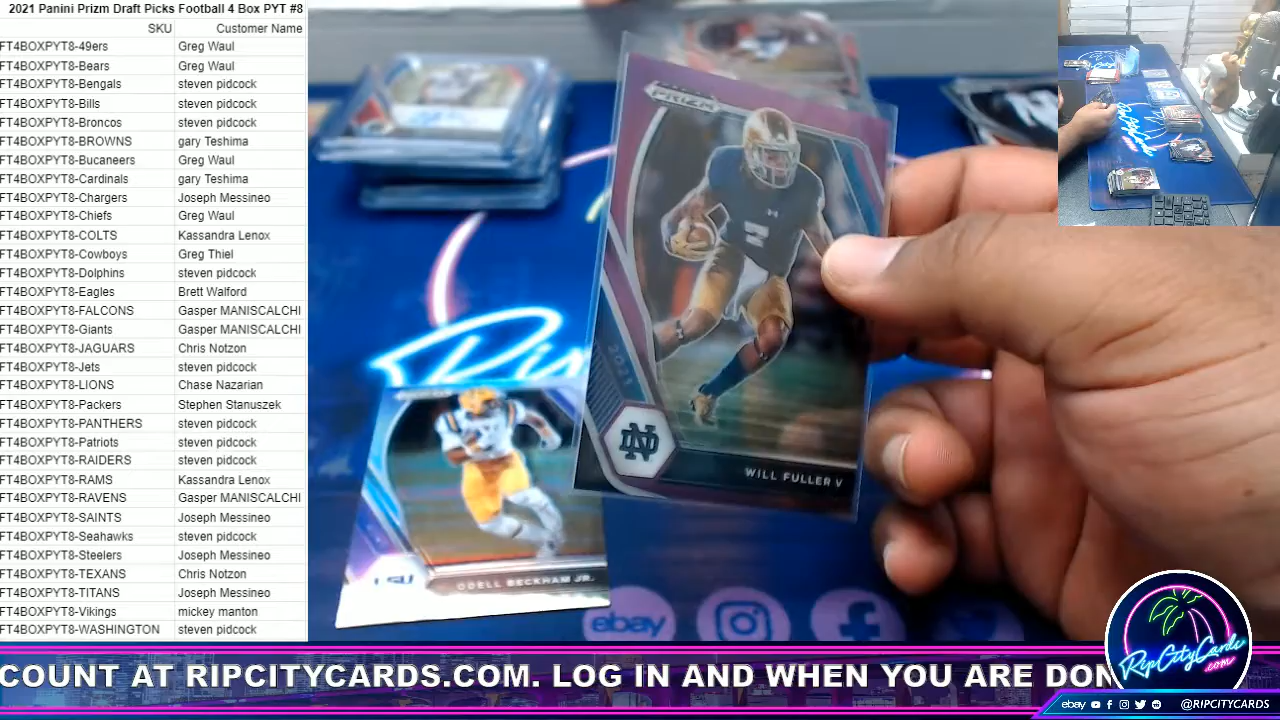 2021 Panini Prizm Draft Picks Football 4 Box PYT #8
SKU Customer Name
FT4BOXPYT8-49ers Greg Waul
FT4BOXPYT8-Bears Greg Waul
FT4BOXPYT8-Bengals steven pidcock
FT4BOXPYT8-Bills steven pidcock
FT4BOXPYT8-Broncos steven pidcock
FT4BOXPYT8-BROWNS gary Teshima
FT4BOXPYT8-Bucaneers Greg Waul
FT4BOXPYT8-Cardinals gary Teshima
FT4BOXPYT8-Chargers Joseph Messineo
FT4BOXPYT8-Chiefs Greg Waul
FT4BOXPYT8-COLTS Kassandra Lenox
FT4BOXPYT8-Cowboys Greg Thiel
FT4BOXPYT8-Dolphins steven pidcock
FT4BOXPYT8-Eagles Brett Walford
FT4BOXPYT8-FALCONS Gasper MANISCALCHI
FT4BOXPYT8-Giants Gasper MANISCALCHI
FT4BOXPYT8-JAGUARS Chris Notzon
FT4BOXPYT8-Jets steven pidcock
FT4BOXPYT8-LIONS Chase Nazarian
FT4BOXPYT8-Packers Stephen Stanuszek
FT4BOXPYT8-PANTHERS steven pidcock
FT4BOXPYT8-Patriots steven pidcock
FT4BOXPYT8-RAIDERS steven pidcock
FT4BOXPYT8-RAMS Kassandra Lenox
FT4BOXPYT8-RAVENS Gasper MANISCALCHI
FT4BOXPYT8-SAINTS Joseph Messineo
FT4BOXPYT8-Seahawks steven pidcock
FT4BOXPYT8-Steelers Joseph Messineo
FT4BOXPYT8-TEXANS Chris Notzon
FT4BOXPYT8-TITANS Joseph Messineo
FT4BOXPYT8-Vikings mickey manton
FT4BOXPYT8-WASHINGTON steven pidcock
PRIZM
2021
ND
WILL FULLER V
Rip
LSU
ODELL BECKHAM JR.
ebay
COUNT AT RIPCITYCARDS.COM. LOG IN AND WHEN YOU ARE DON
RipCityCards
.com
ebay @RIPCITYCARDS